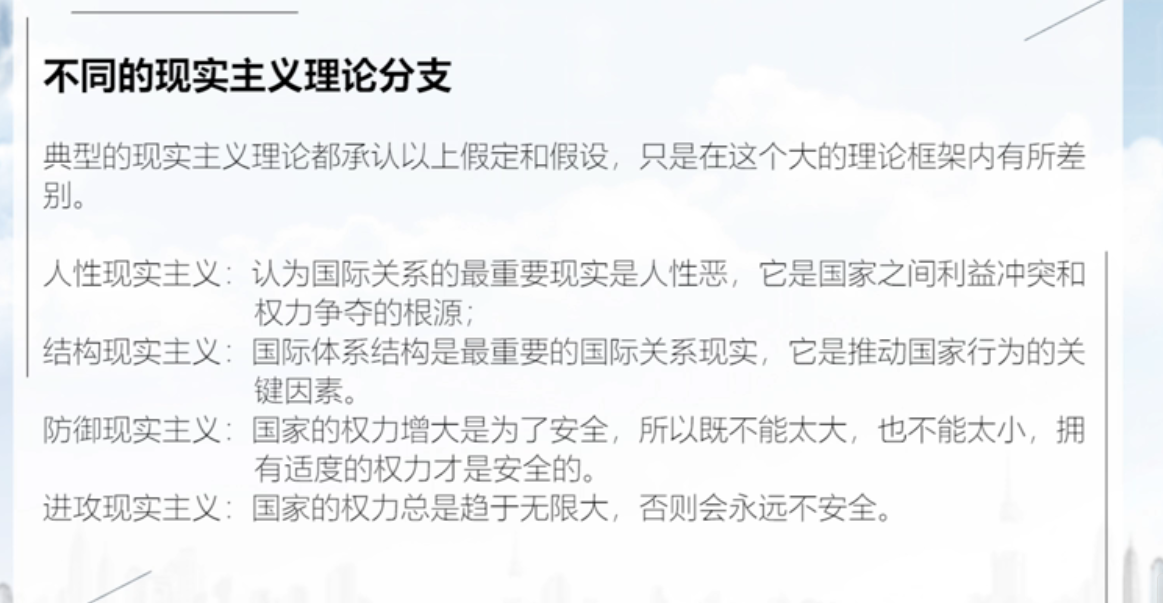 不同的现实主义理论分支
典型的现实主义理论都承认以上假定和假设，只是在这个大的理论框架内有所差
别。
人性现实主义：认为国际关系的最重要现实是人性恶，它是国家之间利益冲突和
权力争夺的根源；
结构现实主义：国际体系结构是最重要的国际关系现实，它是推动国家行为的关
键因素。
防御现实主义：国家的权力增大是为了安全，所以既不能太大，也不能太小，拥
有适度的权力才是安全的。
进攻现实主义：国家的权力总是趋于无限大，否则会永远不安全。